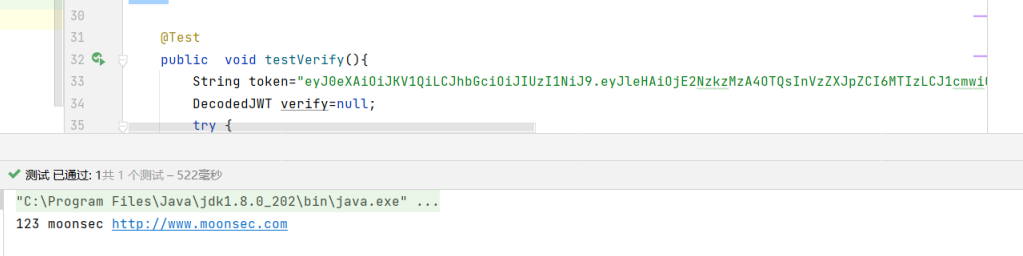 30
31 @Test
32 public void testVerify(){
33 String token="eyJ0eXAiOiJKV1QiLCJhbGciOiJIUzI1NiJ9.eyJleHAiOjE2NzkzMzA4OTQsInVzZXJpZCI6MTIzLCJ1cmwi
34 DecodedJWT verify=null;
35 try {
测试 已通过: 1共 1 个测试 – 522毫秒
"C:\Program Files\Java\jdk1.8.0_202\bin\java.exe" ...
123 moonsec http://www.moonsec.com